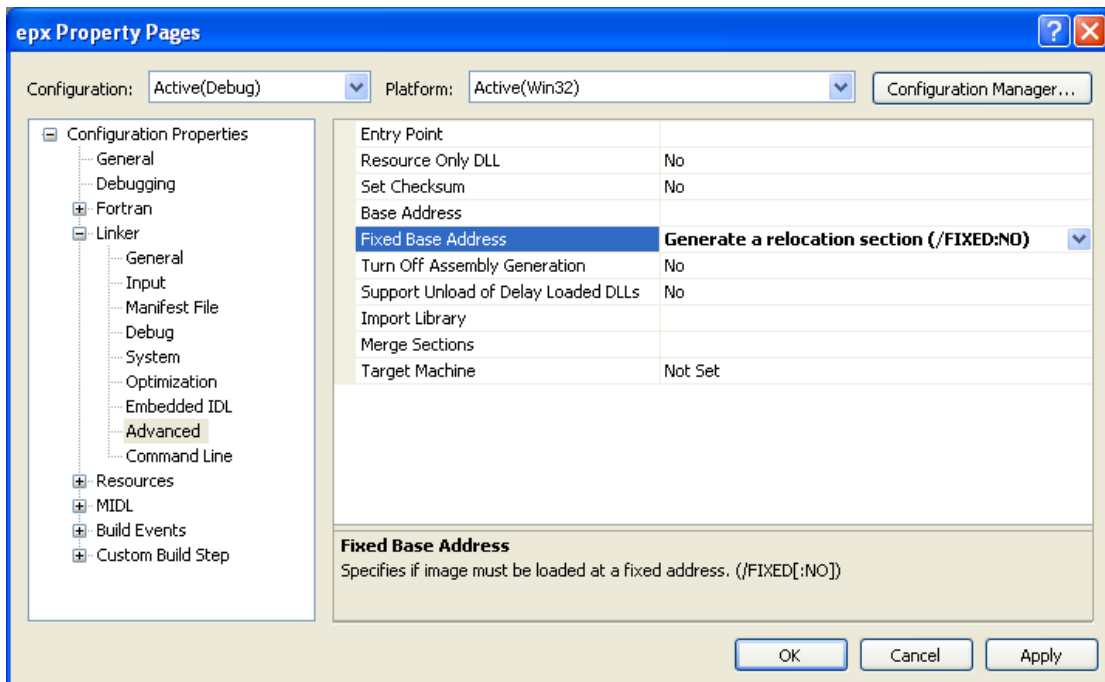 epx Property Pages
Configuration: Active(Debug) Platform: Active(Win32) Configuration Manager...
Configuration Properties
General
Debugging
Fortran
Linker
General
Input
Manifest File
Debug
System
Optimization
Embedded IDL
Advanced
Command Line
Resources
MIDL
Build Events
Custom Build Step
Entry Point
Resource Only DLL No
Set Checksum No
Base Address
Fixed Base Address Generate a relocation section (/FIXED:NO)
Turn Off Assembly Generation No
Support Unload of Delay Loaded DLLs No
Import Library
Merge Sections
Target Machine Not Set
Fixed Base Address
Specifies if image must be loaded at a fixed address. (/FIXED[:NO])
OK Cancel Apply